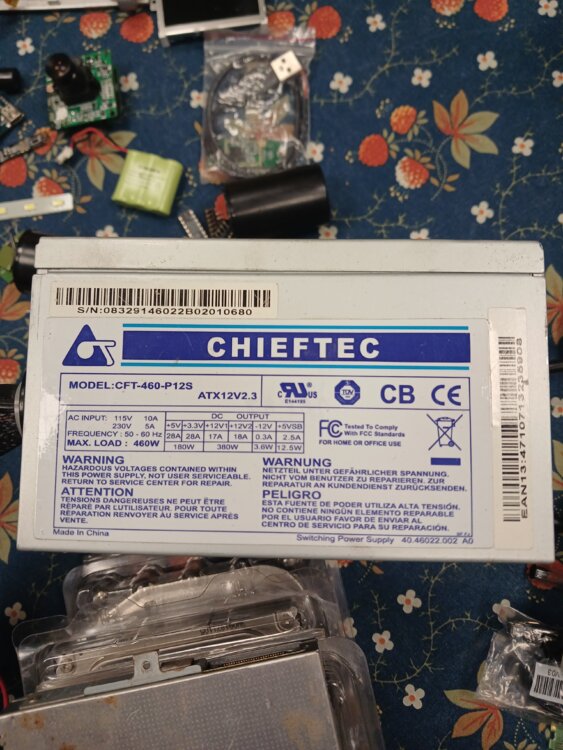 S/N:08329146022B02010680
CHIEFTEC
MODEL:CFT-460-P12S
ATX12V2.3
c UL US
E144195
TÜV
CB CE
AC INPUT: 115V 10A
230V 5A
FREQUENCY: 50 - 60 Hz
MAX. LOAD : 460W
DC OUTPUT
+5V +3.3V +12V1 +12V2 -12V +5VSB
28A 28A 17A 18A 0.3A 2.5A
180W 380W 3.6W 12.5W
FC Tested To Comply
With FCC Standards
FOR HOME OR OFFICE USE
WARNING
HAZARDOUS VOLTAGES CONTAINED WITHIN
THIS POWER SUPPLY, NOT USER SERVICEABLE.
RETURN TO SERVICE CENTER FOR REPAIR.
ATTENTION
TENSIONS DANGEREUSES NE PEUT ÊTRE
RÉPARÉ PAR L'UTILISATEUR. POUR TOUTE
RÉPARATION RENVOYER AU SERVICE APRÈS
VENTE.
WARNUNG
NETZTEIL UNTER GEFÄHRLICHER SPANNUNG.
NICHT VOM BENUTZER ZU REPARIEREN. ZUR
REPARATUR AN KUNDENDIENST ZURÜCKSENDEN.
PELIGRO
ESTA FUENTE DE PODER UTILIZA ALTA TENSIÓN.
NO CONTIENE NINGÚN ELEMENTO REPARABLE
POR EL USUARIO FAVOR DE ENVIAR AL
CENTRO DE SERVICIO PARA SU REPARACIÓN.
Made In China
Switching Power Supply 40.46022.002 A0
EAN13:4710713235908